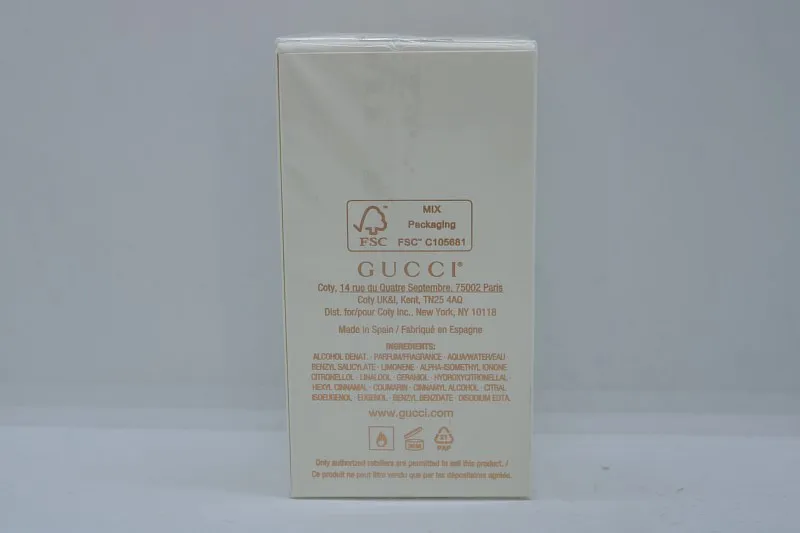 MIX
Packaging
FSC™ C105681
FSC
GUCCI®
Coty, 14 rue du Quatre Septembre, 75002 Paris
Coty UK&I, Kent, TN25 4AQ
Dist. for/pour Coty Inc., New York, NY 10118
Made in Spain / Fabriqué en Espagne
INGREDIENTS:
ALCOHOL DENAT. · PARFUM/FRAGRANCE · AQUA/WATER/EAU ·
BENZYL SALICYLATE · LIMONENE · ALPHA-ISOMETHYL IONONE
CITRONELLOL · LINALOOL · GERANIOL · HYDROXYCITRONELLAL
HEXYL CINNAMAL · COUMARIN · CINNAMYL ALCOHOL · CITRAL
ISOEUGENOL · EUGENOL · BENZYL BENZOATE · DISODIUM EDTA.
www.gucci.com
21
PAP
Only authorized retailers are permitted to sell this product. /
Ce produit ne peut être vendu que par les dépositaires agréés.